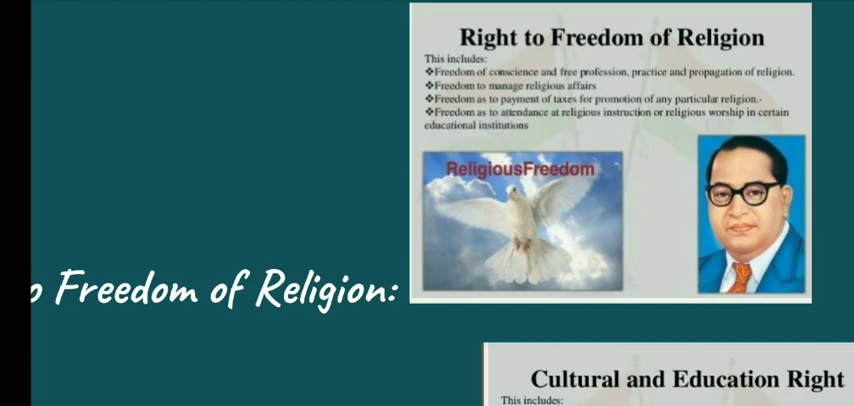 Right to Freedom of Religion
This includes:
❖Freedom of conscience and free profession, practice and propagation of religion.
❖Freedom to manage religious affairs
❖Freedom as to payment of taxes for promotion of any particular religion.-
❖Freedom as to attendance at religious instruction or religious worship in certain
educational institutions
ReligiousFreedom
o Freedom of Religion:
Cultural and Education Right
This includes: